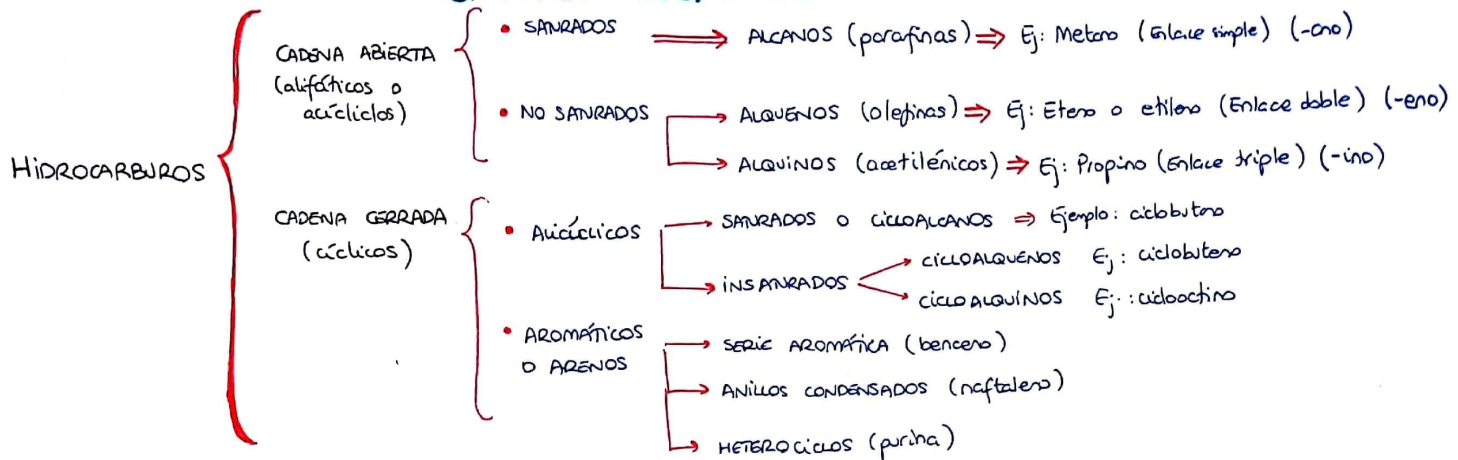 HIDROCARBUROS
CADENA ABIERTA
(alifáticos o
acíclicos)
• SATURADOS ⇒ ALCANOS (parafinas) ⇒ Ej: Metano (Enlace simple) (-ano)
• NO SATURADOS
→ ALQUENOS (olefinas) ⇒ Ej: Eteno o etileno (Enlace doble) (-eno)
→ ALQUINOS (acetilénicos) ⇒ Ej: Propino (Enlace triple) (-ino)
CADENA CERRADA
(cíclicos)
• Alicíclicos
→ SATURADOS O CICLOALCANOS ⇒ Ejemplo: ciclobutano
→ INSATURADOS
→ CICLOALQUENOS Ej: ciclobuteno
→ CICLOALQUINOS Ej: ciclooctino
• AROMÁTICOS
O ARENOS
→ SERIE AROMÁTICA (benceno)
→ ANILLOS CONDENSADOS (naftaleno)
→ HETEROCICLOS (purina)